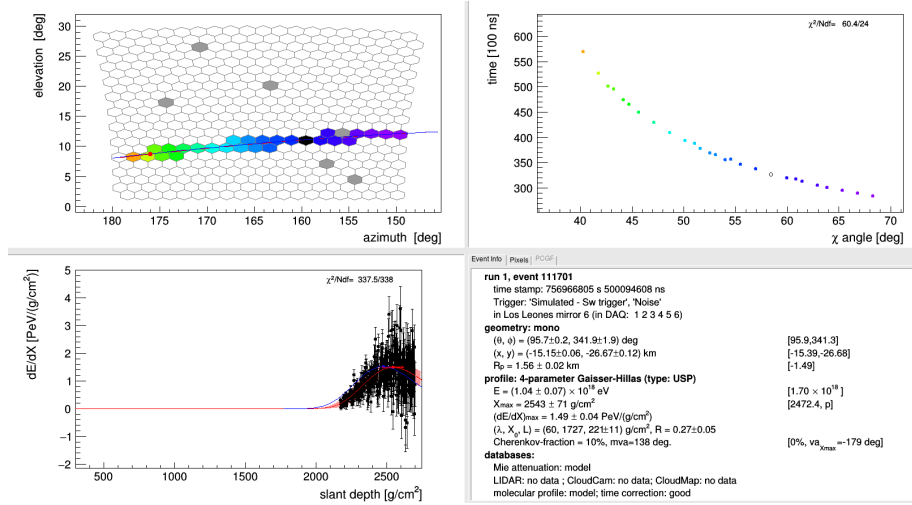 elevation [deg]
30
25
20
15
10
5
0
180
175
170
165
160
155
150
azimuth [deg]
time [100 ns]
χ²/Ndf= 60.4/24
600
550
500
450
400
350
300
40
45
50
55
60
65
70
χ angle [deg]
dE/dX [PeV/(g/cm²)]
χ²/Ndf= 337.5/338
5
4
3
2
1
0
−1
−2
500
1000
1500
2000
2500
slant depth [g/cm²]
Event Info Pixels PCGF
run 1, event 111701
time stamp: 756966805 s 500094608 ns
Trigger: 'Simulated - Sw trigger', 'Noise'
in Los Leones mirror 6 (in DAQ: 1 2 3 4 5 6)
geometry: mono
(θ, ϕ) = (95.7±0.2, 341.9±1.9) deg [95.9,341.3]
(x, y) = (-15.15±0.06, -26.67±0.12) km [-15.39,-26.68]
Rp = 1.56 ± 0.02 km [-1.49]
profile: 4-parameter Gaisser-Hillas (type: USP)
E = (1.04 ± 0.07) × 10¹⁸ eV [1.70 × 10¹⁸]
Xmax = 2543 ± 71 g/cm² [2472.4, p]
(dE/dX)max = 1.49 ± 0.04 PeV/(g/cm²)
(λ, X₀, L) = (60, 1727, 221±11) g/cm², R = 0.27±0.05
Cherenkov-fraction = 10%, mva=138 deg. [0%, va_Xmax=-179 deg]
databases:
Mie attenuation: model
LIDAR: no data ; CloudCam: no data; CloudMap: no data
molecular profile: model; time correction: good